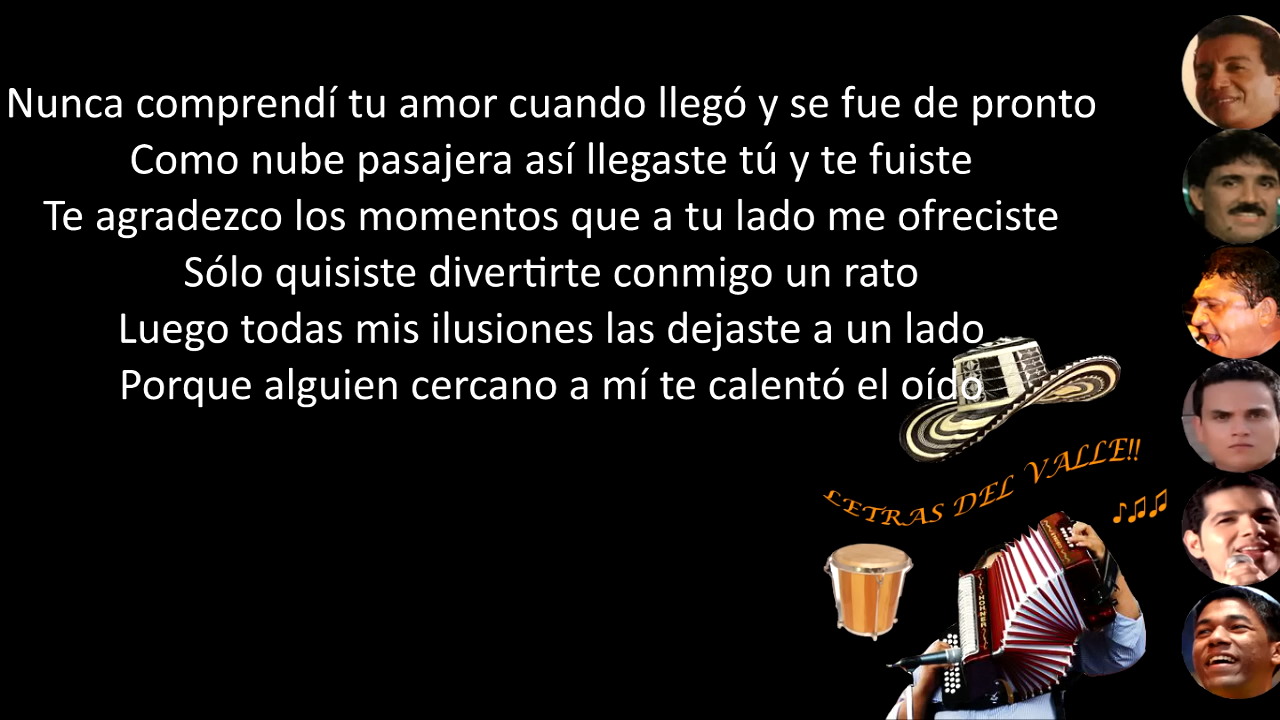 Nunca comprendí tu amor cuando llegó y se fue de pronto
Como nube pasajera así llegaste tú y te fuiste
Te agradezco los momentos que a tu lado me ofreciste
Sólo quisiste divertirte conmigo un rato
Luego todas mis ilusiones las dejaste a un lado
Porque alguien cercano a mí te calentó el oído
LETRAS DEL VALLE!!
HOHNER